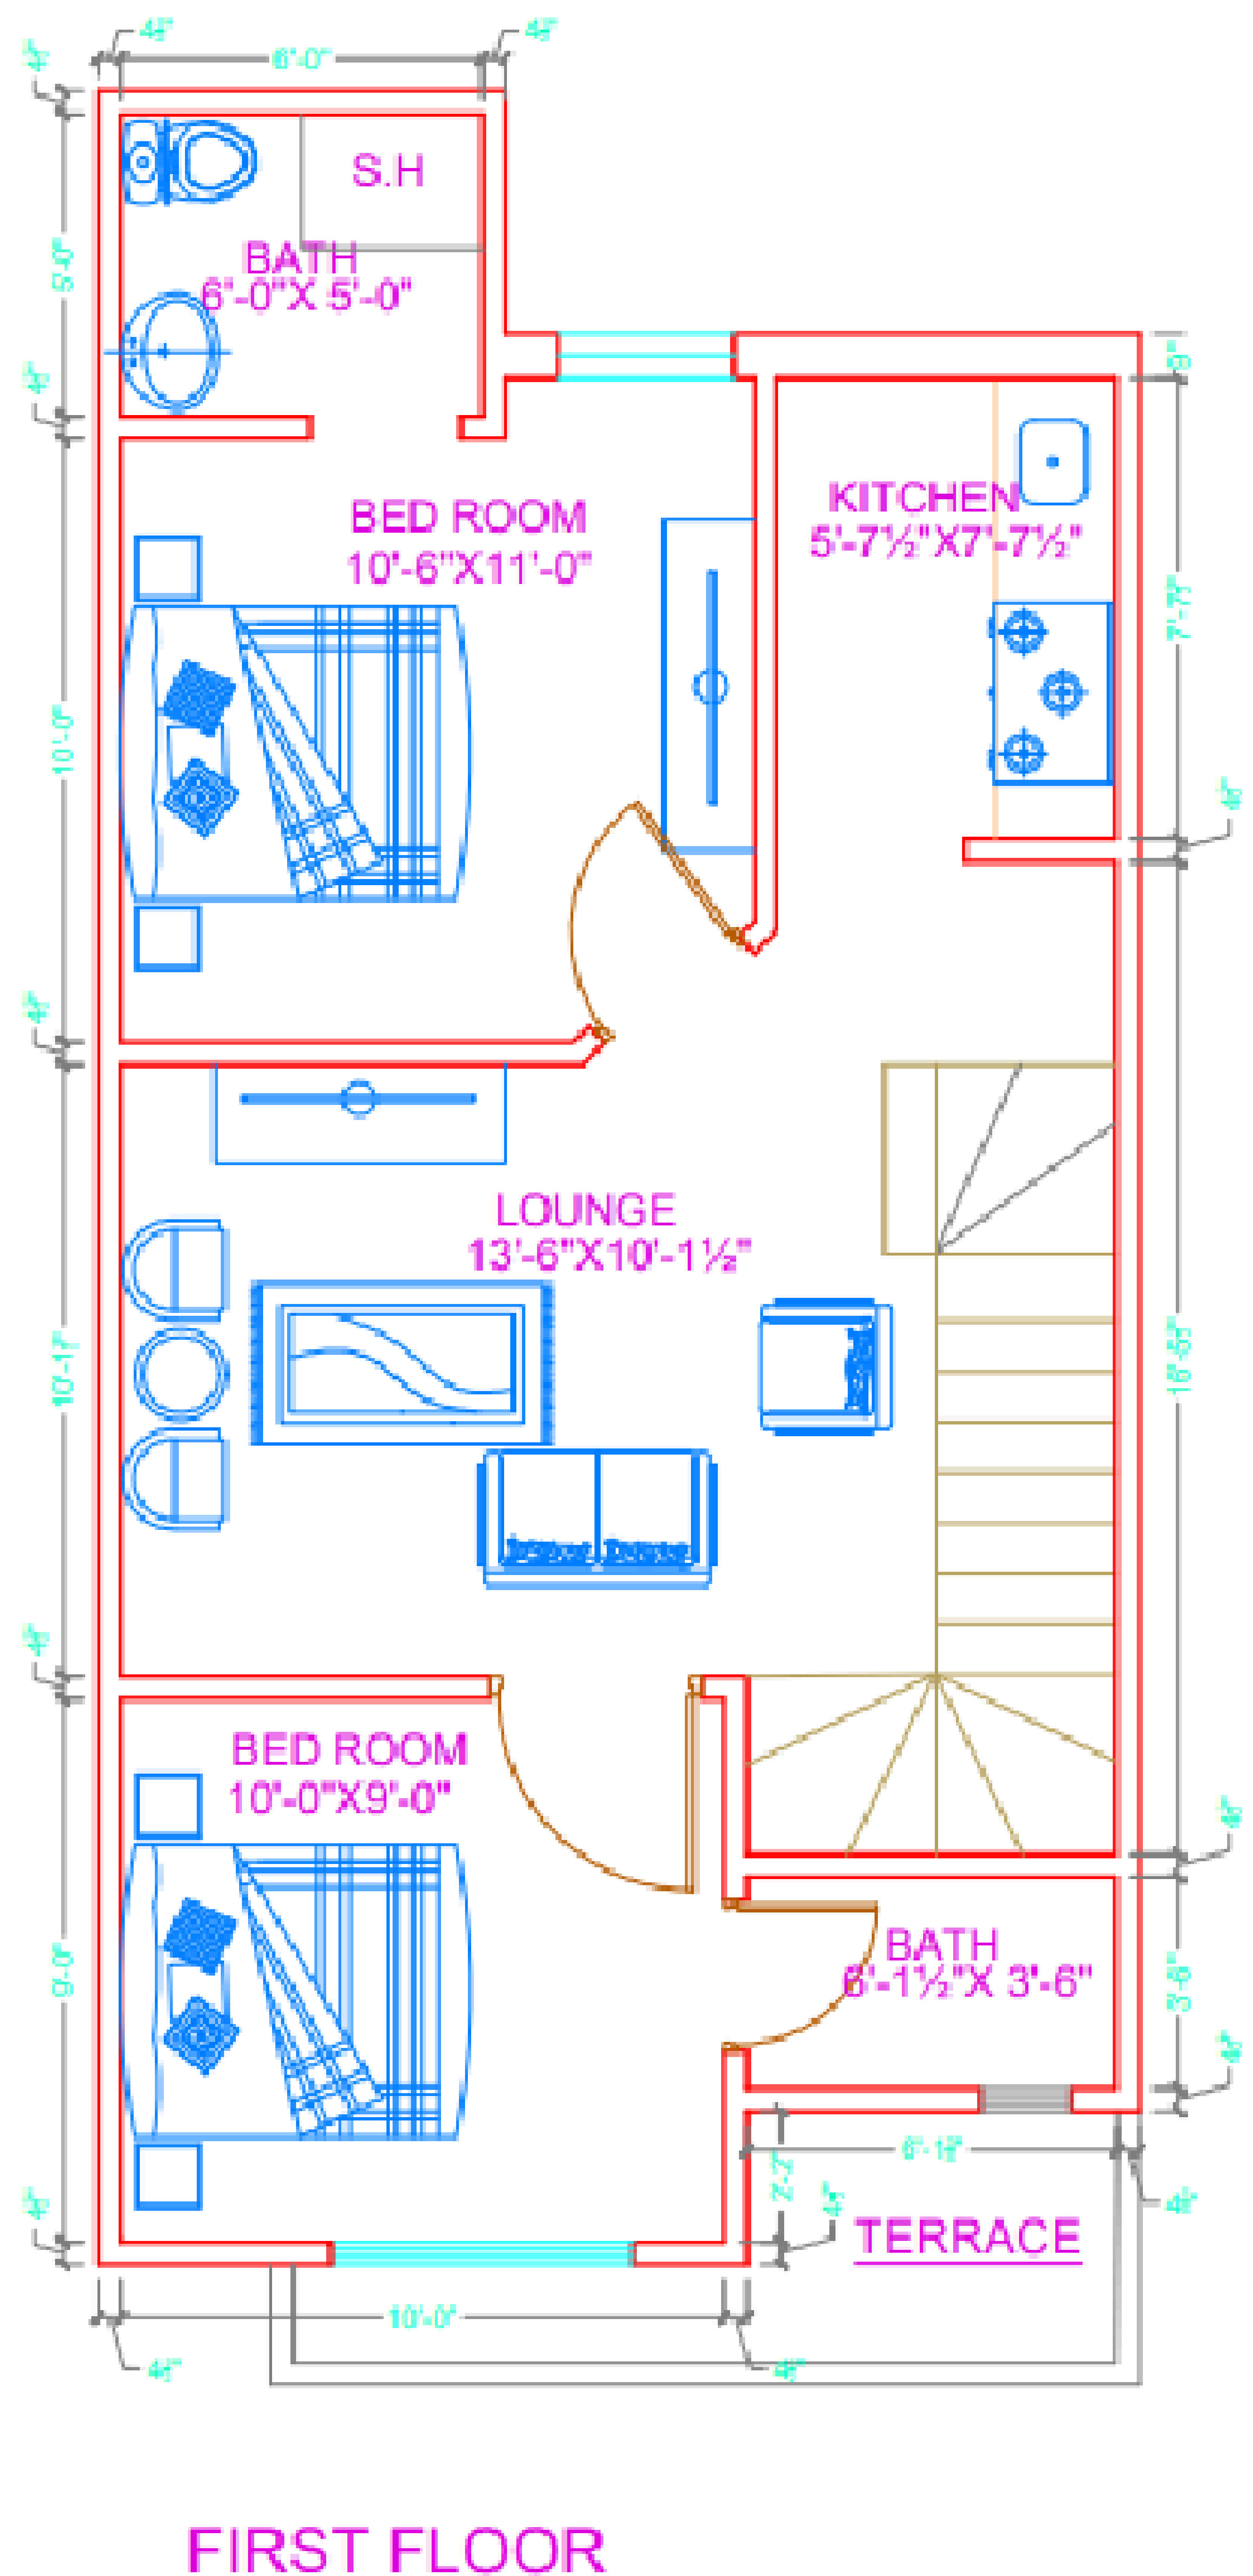 4½"
6'-0"
4½"
4½"
S.H
5'-0"
BATH
6'-0"X 5'-0"
9"
4½"
KITCHEN
5'-7½"X7'-7½"
BED ROOM
10'-6"X11'-0"
7'-7½"
10'-0"
4½"
4½"
LOUNGE
13'-6"X10'-1½"
10'-1½"
4½"
BED ROOM
10'-0"X9'-0"
4½"
BATH
6'-1½"X 3'-6"
9'-0"
3'-6"
4½"
6'-1½"
4½"
4½"
4½"
TERRACE
10'-0"
4½"
4½"
FIRST FLOOR